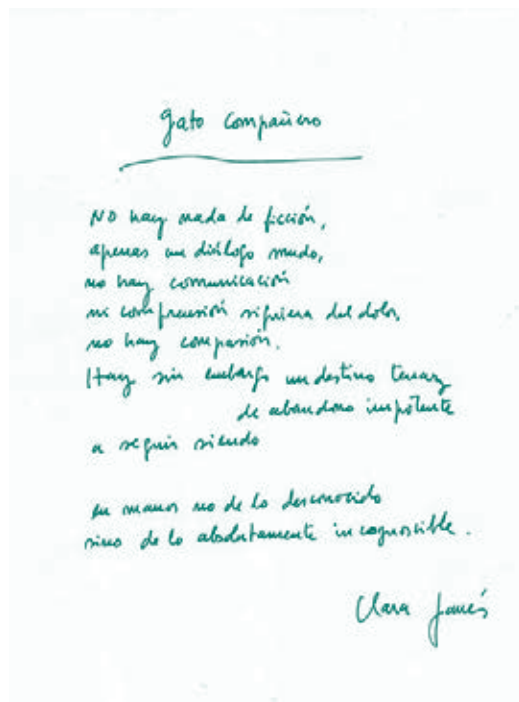 Gato compañero
NO hay nada de ficción,
apenas un diálogo mudo,
no hay comunicación
ni comprensión siquiera del dolor,
no hay compasión.
Hay sin embargo un destino tenaz
de abandono impotente
a seguir siendo
en manos no de lo desconocido
sino de lo absolutamente incognoscible.
Clara Janés